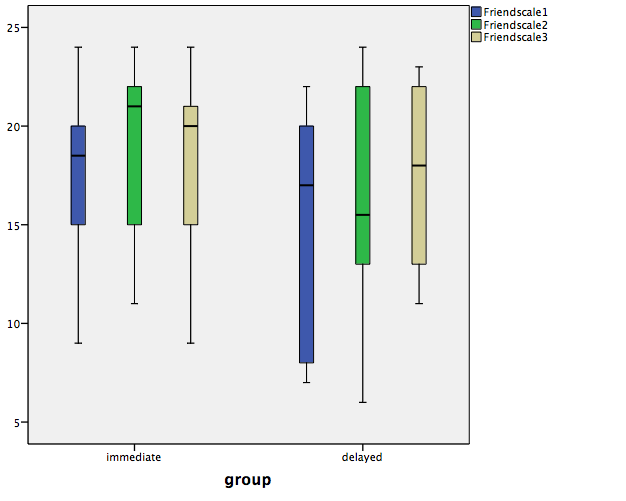 Friendscale1
Friendscale2
Friendscale3
25
20
15
10
5
immediate
delayed
group